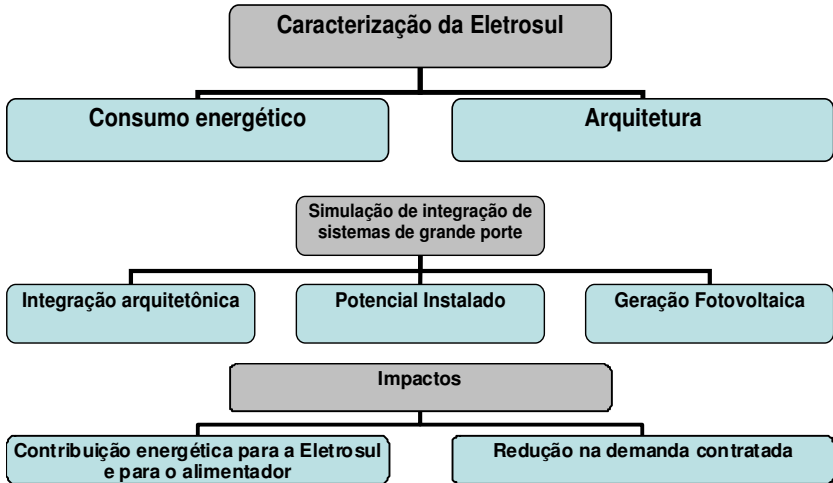 Caracterização da Eletrosul
Consumo energético
Arquitetura
Simulação de integração de
sistemas de grande porte
Integração arquitetônica
Potencial Instalado
Geração Fotovoltaica
Impactos
Contribuição energética para a Eletrosul
e para o alimentador
Redução na demanda contratada